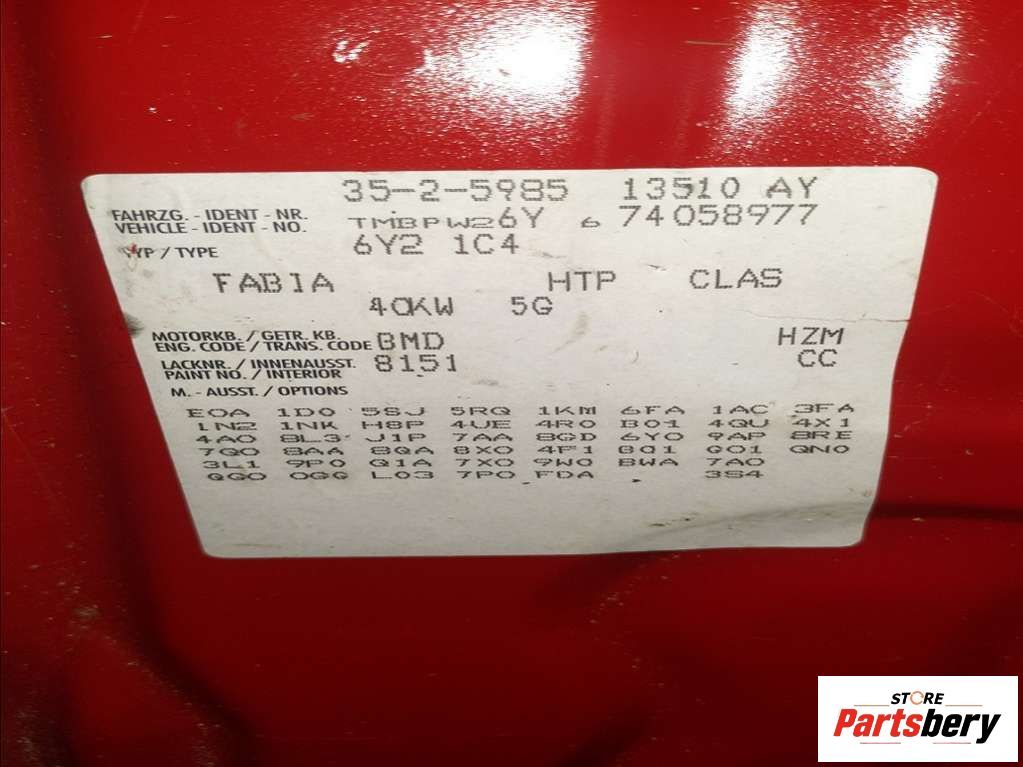 35-2-5985 13510 AY
FAHRZG. - IDENT - NR.
VEHICLE - IDENT - NO. TMBPW26Y 6 74058977
TYP / TYPE 6Y2 1C4
FABIA HTP CLAS
40KW 5G
MOTORKB. / GETR. KB.
ENG. CODE / TRANS. CODE BMD HZM
LACKNR. / INNENAUSST.
PAINT NO. / INTERIOR 8151 CC
M. - AUSST. / OPTIONS
E0A 1D0 5SJ 5RQ 1KM 6FA 1AC 3FA
1N2 1NK H8P 4UE 4R0 B01 4QU 4X1
4A0 8L3 J1P 7AA 8GD 6Y0 9AP 8RE
7Q0 8AA 8QA 8X0 4F1 8Q1 G01 QN0
3L1 9P0 Q1A 7X0 9W0 BWA 7A0
QG0 0GG L03 7P0 FDA 3S4
STORE
Partsbery